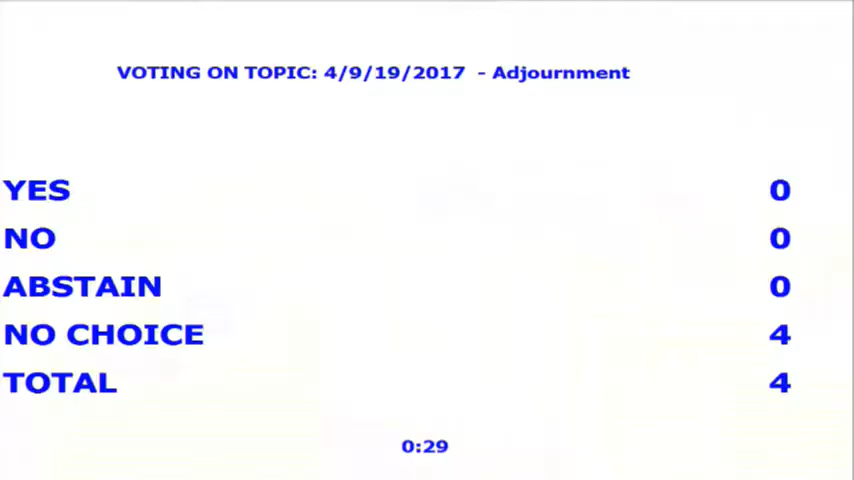 VOTING ON TOPIC: 4/9/19/2017 - Adjournment
YES 0
NO 0
ABSTAIN 0
NO CHOICE 4
TOTAL 4
0:29